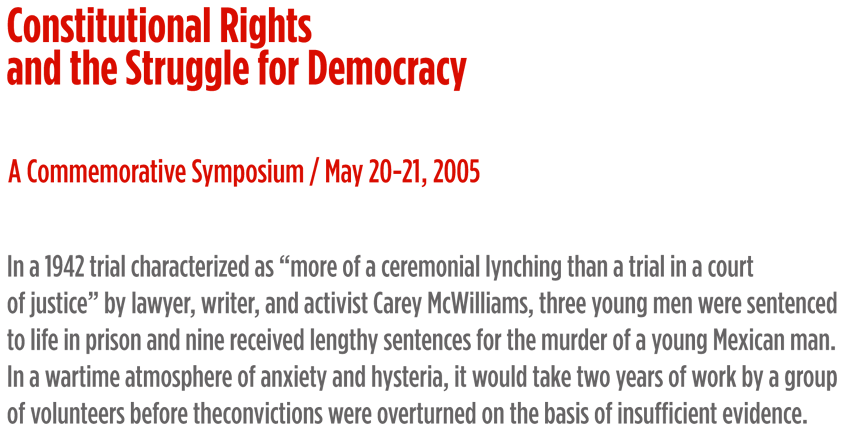 Constitutional Rights
and the Struggle for Democracy
A Commemorative Symposium / May 20-21, 2005
In a 1942 trial characterized as “more of a ceremonial lynching than a trial in a court
of justice” by lawyer, writer, and activist Carey McWilliams, three young men were sentenced
to life in prison and nine received lengthy sentences for the murder of a young Mexican man.
In a wartime atmosphere of anxiety and hysteria, it would take two years of work by a group
of volunteers before theconvictions were overturned on the basis of insufficient evidence.